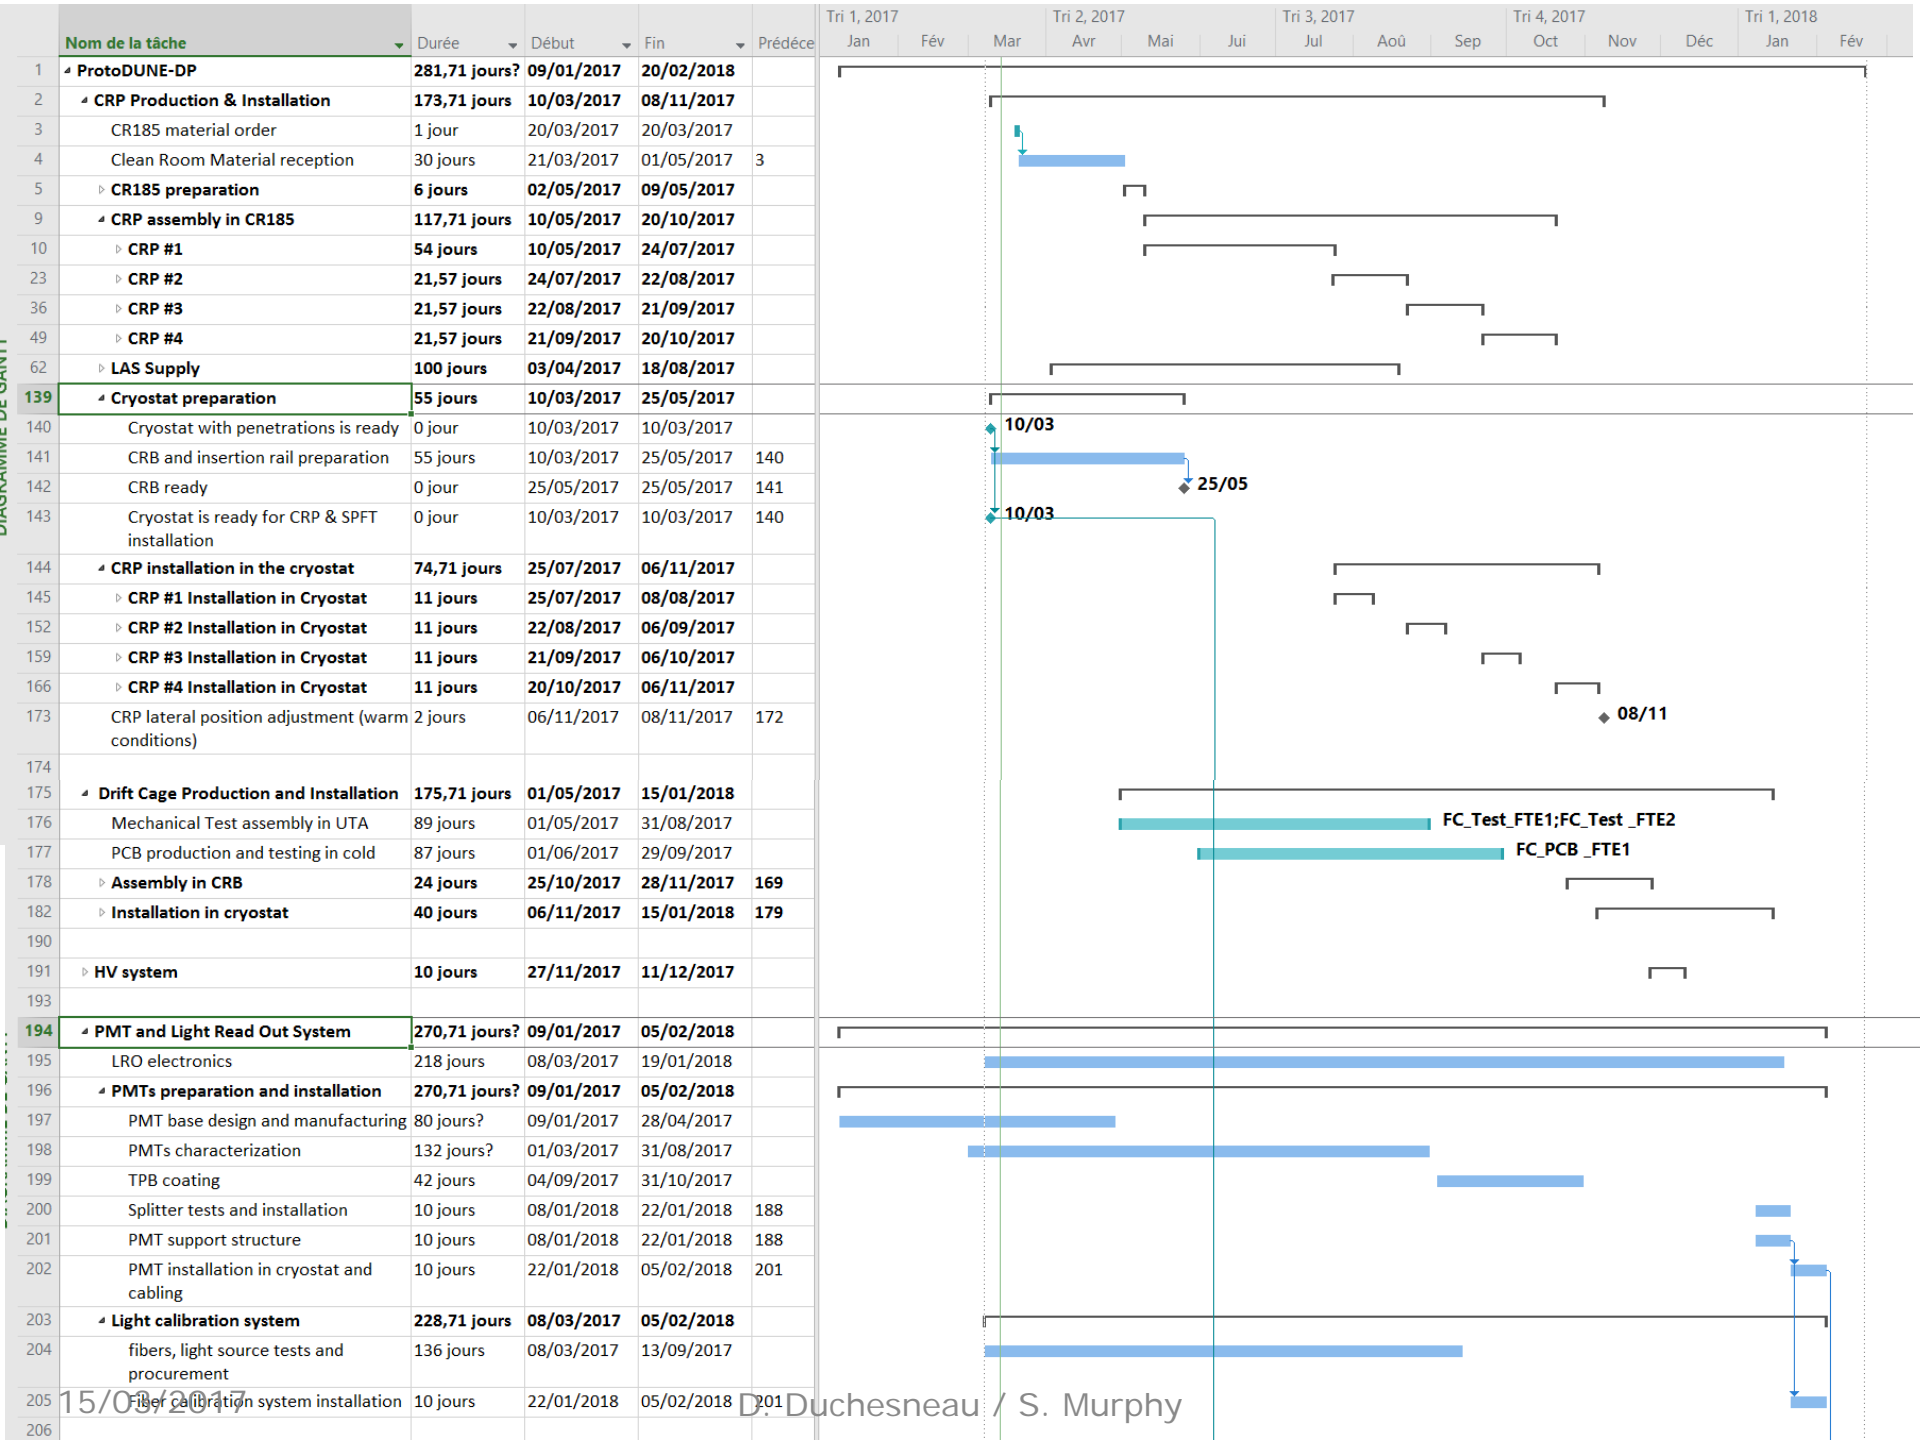 Tri 1, 2017 Tri 2, 2017 Tri 3, 2017 Tri 4, 2017 Tri 1, 2018
Nom de la tâche Durée Début Fin Prédéce Jan Fév Mar Avr Mai Jui Jul Aoû Sep Oct Nov Déc Jan Fév
1 ProtoDUNE-DP 281,71 jours? 09/01/2017 20/02/2018
2 CRP Production & Installation 173,71 jours 10/03/2017 08/11/2017
3 CR185 material order 1 jour 20/03/2017 20/03/2017
4 Clean Room Material reception 30 jours 21/03/2017 01/05/2017 3
5 CR185 preparation 6 jours 02/05/2017 09/05/2017
9 CRP assembly in CR185 117,71 jours 10/05/2017 20/10/2017
10 CRP #1 54 jours 10/05/2017 24/07/2017
23 CRP #2 21,57 jours 24/07/2017 22/08/2017
36 CRP #3 21,57 jours 22/08/2017 21/09/2017
49 CRP #4 21,57 jours 21/09/2017 20/10/2017
62 LAS Supply 100 jours 03/04/2017 18/08/2017
139 Cryostat preparation 55 jours 10/03/2017 25/05/2017
140 Cryostat with penetrations is ready 0 jour 10/03/2017 10/03/2017 10/03
141 CRB and insertion rail preparation 55 jours 10/03/2017 25/05/2017 140
142 CRB ready 0 jour 25/05/2017 25/05/2017 141 25/05
143 Cryostat is ready for CRP & SPFT 0 jour 10/03/2017 10/03/2017 140 10/03
installation
144 CRP installation in the cryostat 74,71 jours 25/07/2017 06/11/2017
145 CRP #1 Installation in Cryostat 11 jours 25/07/2017 08/08/2017
152 CRP #2 Installation in Cryostat 11 jours 22/08/2017 06/09/2017
159 CRP #3 Installation in Cryostat 11 jours 21/09/2017 06/10/2017
166 CRP #4 Installation in Cryostat 11 jours 20/10/2017 06/11/2017
173 CRP lateral position adjustment (warm 2 jours 06/11/2017 08/11/2017 172 08/11
conditions)
174
175 Drift Cage Production and Installation 175,71 jours 01/05/2017 15/01/2018
176 Mechanical Test assembly in UTA 89 jours 01/05/2017 31/08/2017 FC_Test_FTE1;FC_Test _FTE2
177 PCB production and testing in cold 87 jours 01/06/2017 29/09/2017 FC_PCB _FTE1
178 Assembly in CRB 24 jours 25/10/2017 28/11/2017 169
182 Installation in cryostat 40 jours 06/11/2017 15/01/2018 179
190
191 HV system 10 jours 27/11/2017 11/12/2017
193
194 PMT and Light Read Out System 270,71 jours? 09/01/2017 05/02/2018
195 LRO electronics 218 jours 08/03/2017 19/01/2018
196 PMTs preparation and installation 270,71 jours? 09/01/2017 05/02/2018
197 PMT base design and manufacturing 80 jours? 09/01/2017 28/04/2017
198 PMTs characterization 132 jours? 01/03/2017 31/08/2017
199 TPB coating 42 jours 04/09/2017 31/10/2017
200 Splitter tests and installation 10 jours 08/01/2018 22/01/2018 188
201 PMT support structure 10 jours 08/01/2018 22/01/2018 188
202 PMT installation in cryostat and 10 jours 22/01/2018 05/02/2018 201
cabling
203 Light calibration system 228,71 jours 08/03/2017 05/02/2018
204 fibers, light source tests and 136 jours 08/03/2017 13/09/2017
procurement
205 Fiber calibration system installation 10 jours 22/01/2018 05/02/2018 201
15/03/2017 D. Duchesneau / S. Murphy
206